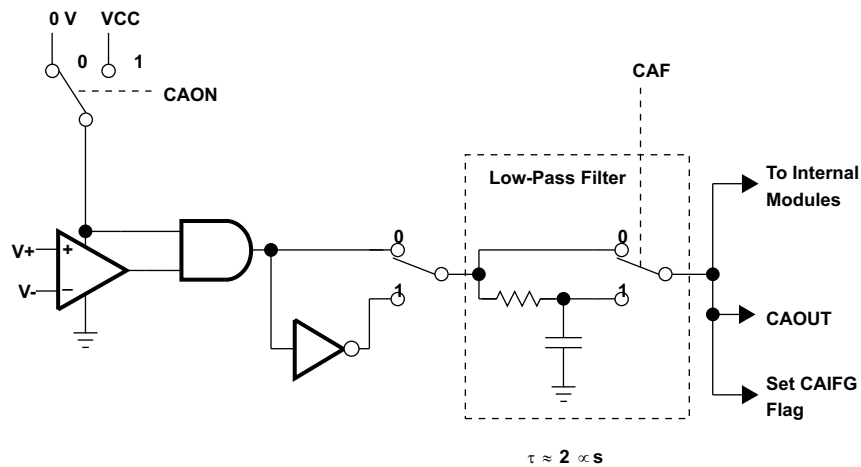 0 V VCC
0 1
CAON
CAF
Low-Pass Filter
To Internal
Modules
V+
+
V-
−
0
1
0
1
CAOUT
Set CAIFG
Flag
τ ≈ 2 ∝s